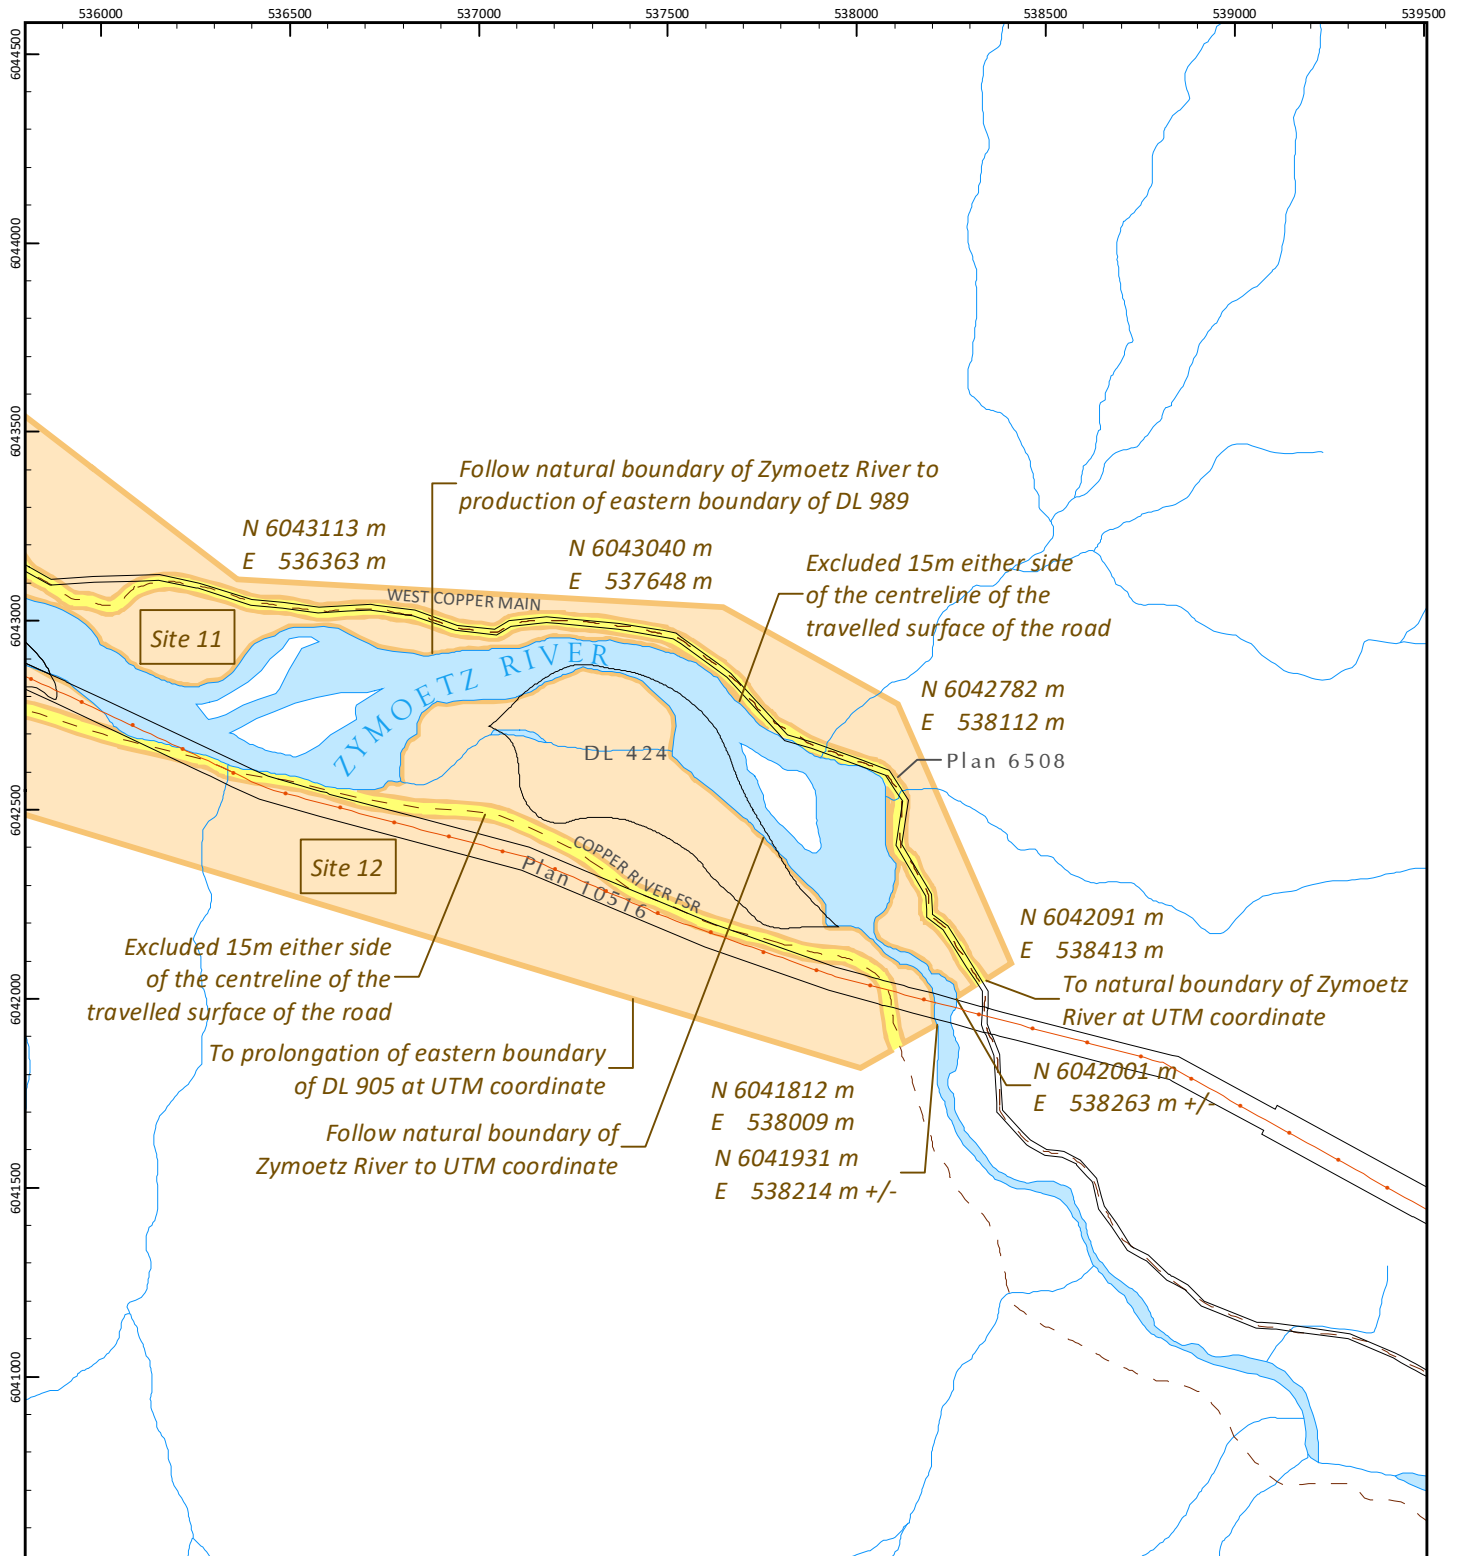 536000
536500
537000
537500
538000
538500
539000
539500
6044500
6044000
6043500
6043000
6042500
6042000
6041500
6041000
Follow natural boundary of Zymoetz River to
production of eastern boundary of DL 989
N 6043113 m
E 536363 m
N 6043040 m
E 537648 m
Excluded 15m either side
of the centreline of the
travelled surface of the road
WEST COPPER MAIN
Site 11
ZYMOETZ RIVER
N 6042782 m
E 538112 m
DL 424
Plan 6508
Site 12
COPPER RIVER FSR
Plan 10516
N 6042091 m
E 538413 m
Excluded 15m either side
of the centreline of the
travelled surface of the road
To natural boundary of Zymoetz
River at UTM coordinate
To prolongation of eastern boundary
of DL 905 at UTM coordinate
N 6042001 m
E 538263 m +/-
N 6041812 m
E 538009 m
Follow natural boundary of
Zymoetz River to UTM coordinate
N 6041931 m
E 538214 m +/-